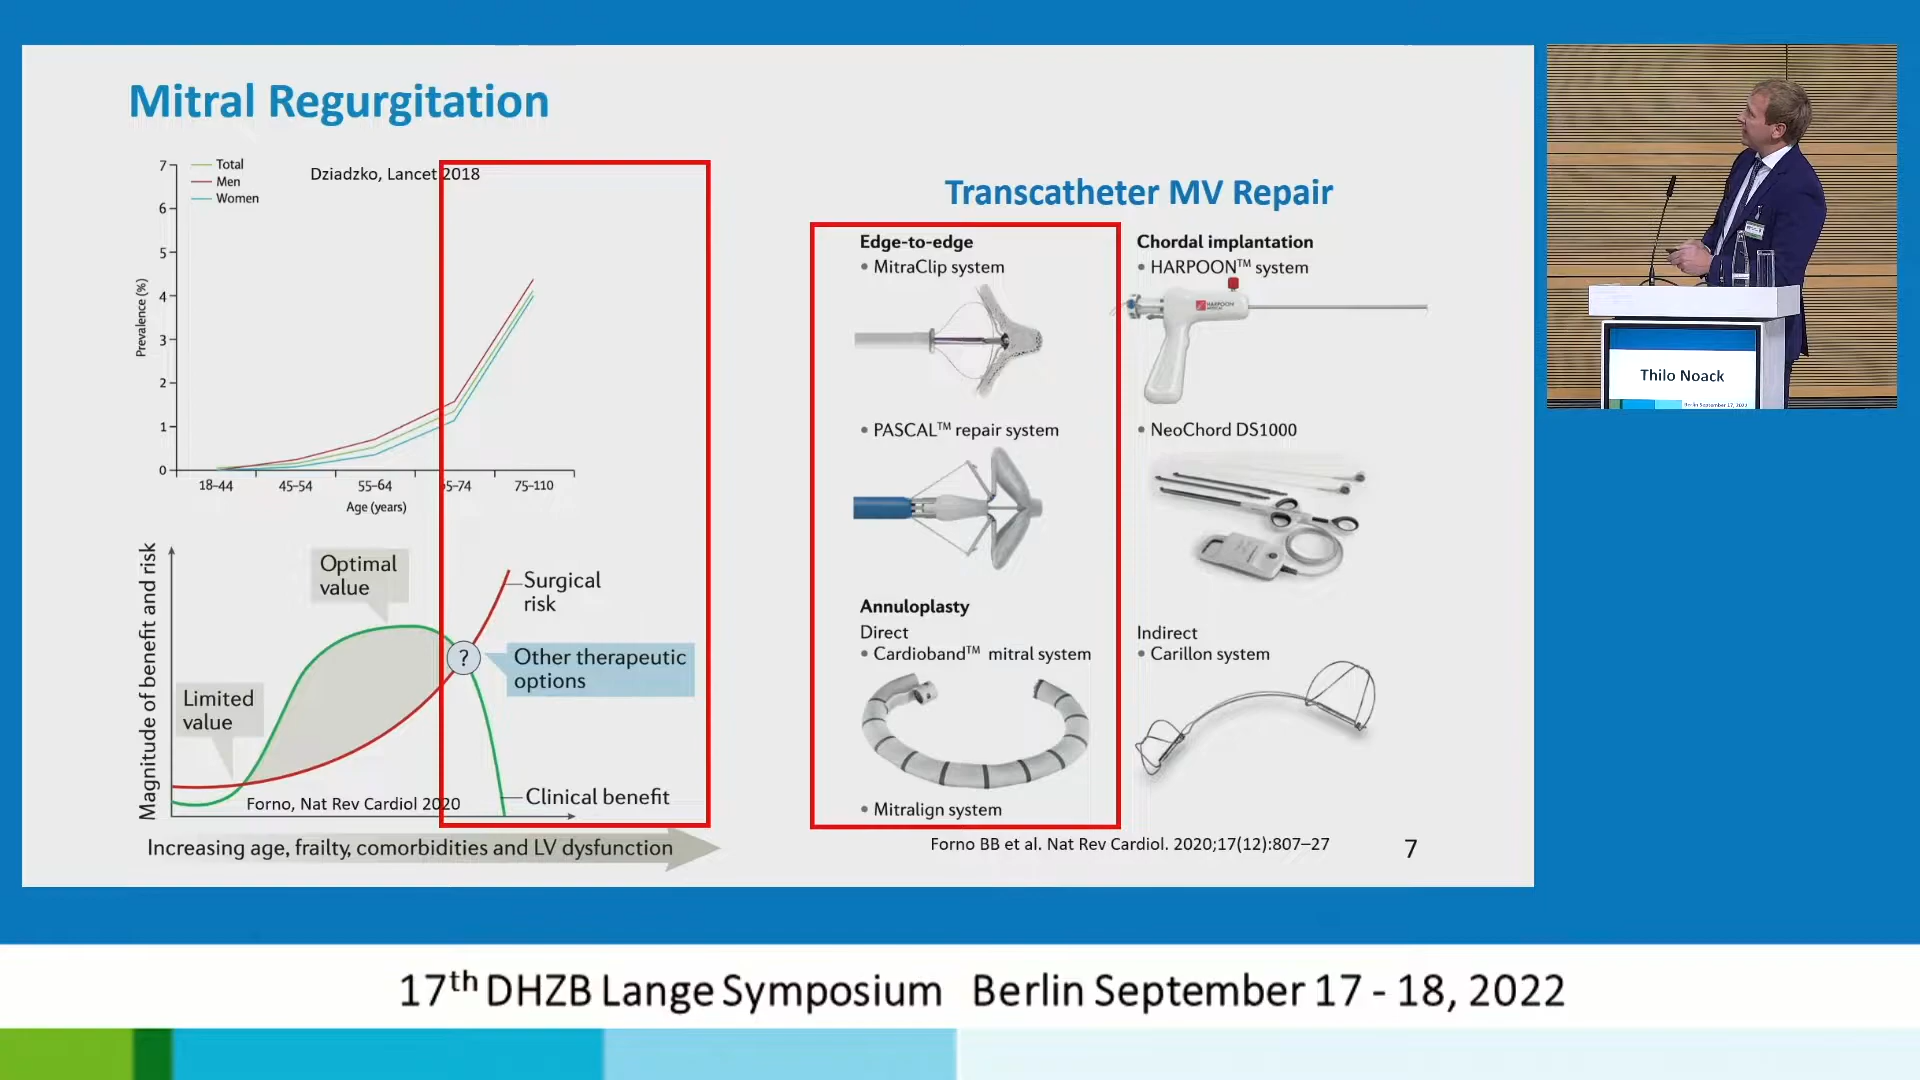 Mitral Regurgitation
Total
Men
Women
Dziadzko, Lancet 2018
7
6
5
4
3
2
1
0
Prevalence (%)
18–44
45–54
55–64
65–74
75–110
Age (years)
Magnitude of benefit and risk
Optimal
value
Surgical
risk
?
Other therapeutic
options
Limited
value
Forno, Nat Rev Cardiol 2020
Clinical benefit
Increasing age, frailty, comorbidities and LV dysfunction
Transcatheter MV Repair
Edge-to-edge
• MitraClip system
• PASCAL™ repair system
Annuloplasty
Direct
• Cardioband™ mitral system
• Mitralign system
Chordal implantation
• HARPOON™ system
HARPOON
• NeoChord DS1000
Indirect
• Carillon system
Forno BB et al. Nat Rev Cardiol. 2020;17(12):807–27
7
Thilo Noack
Berlin September 17, 2022
17th DHZB Lange Symposium Berlin September 17 - 18, 2022